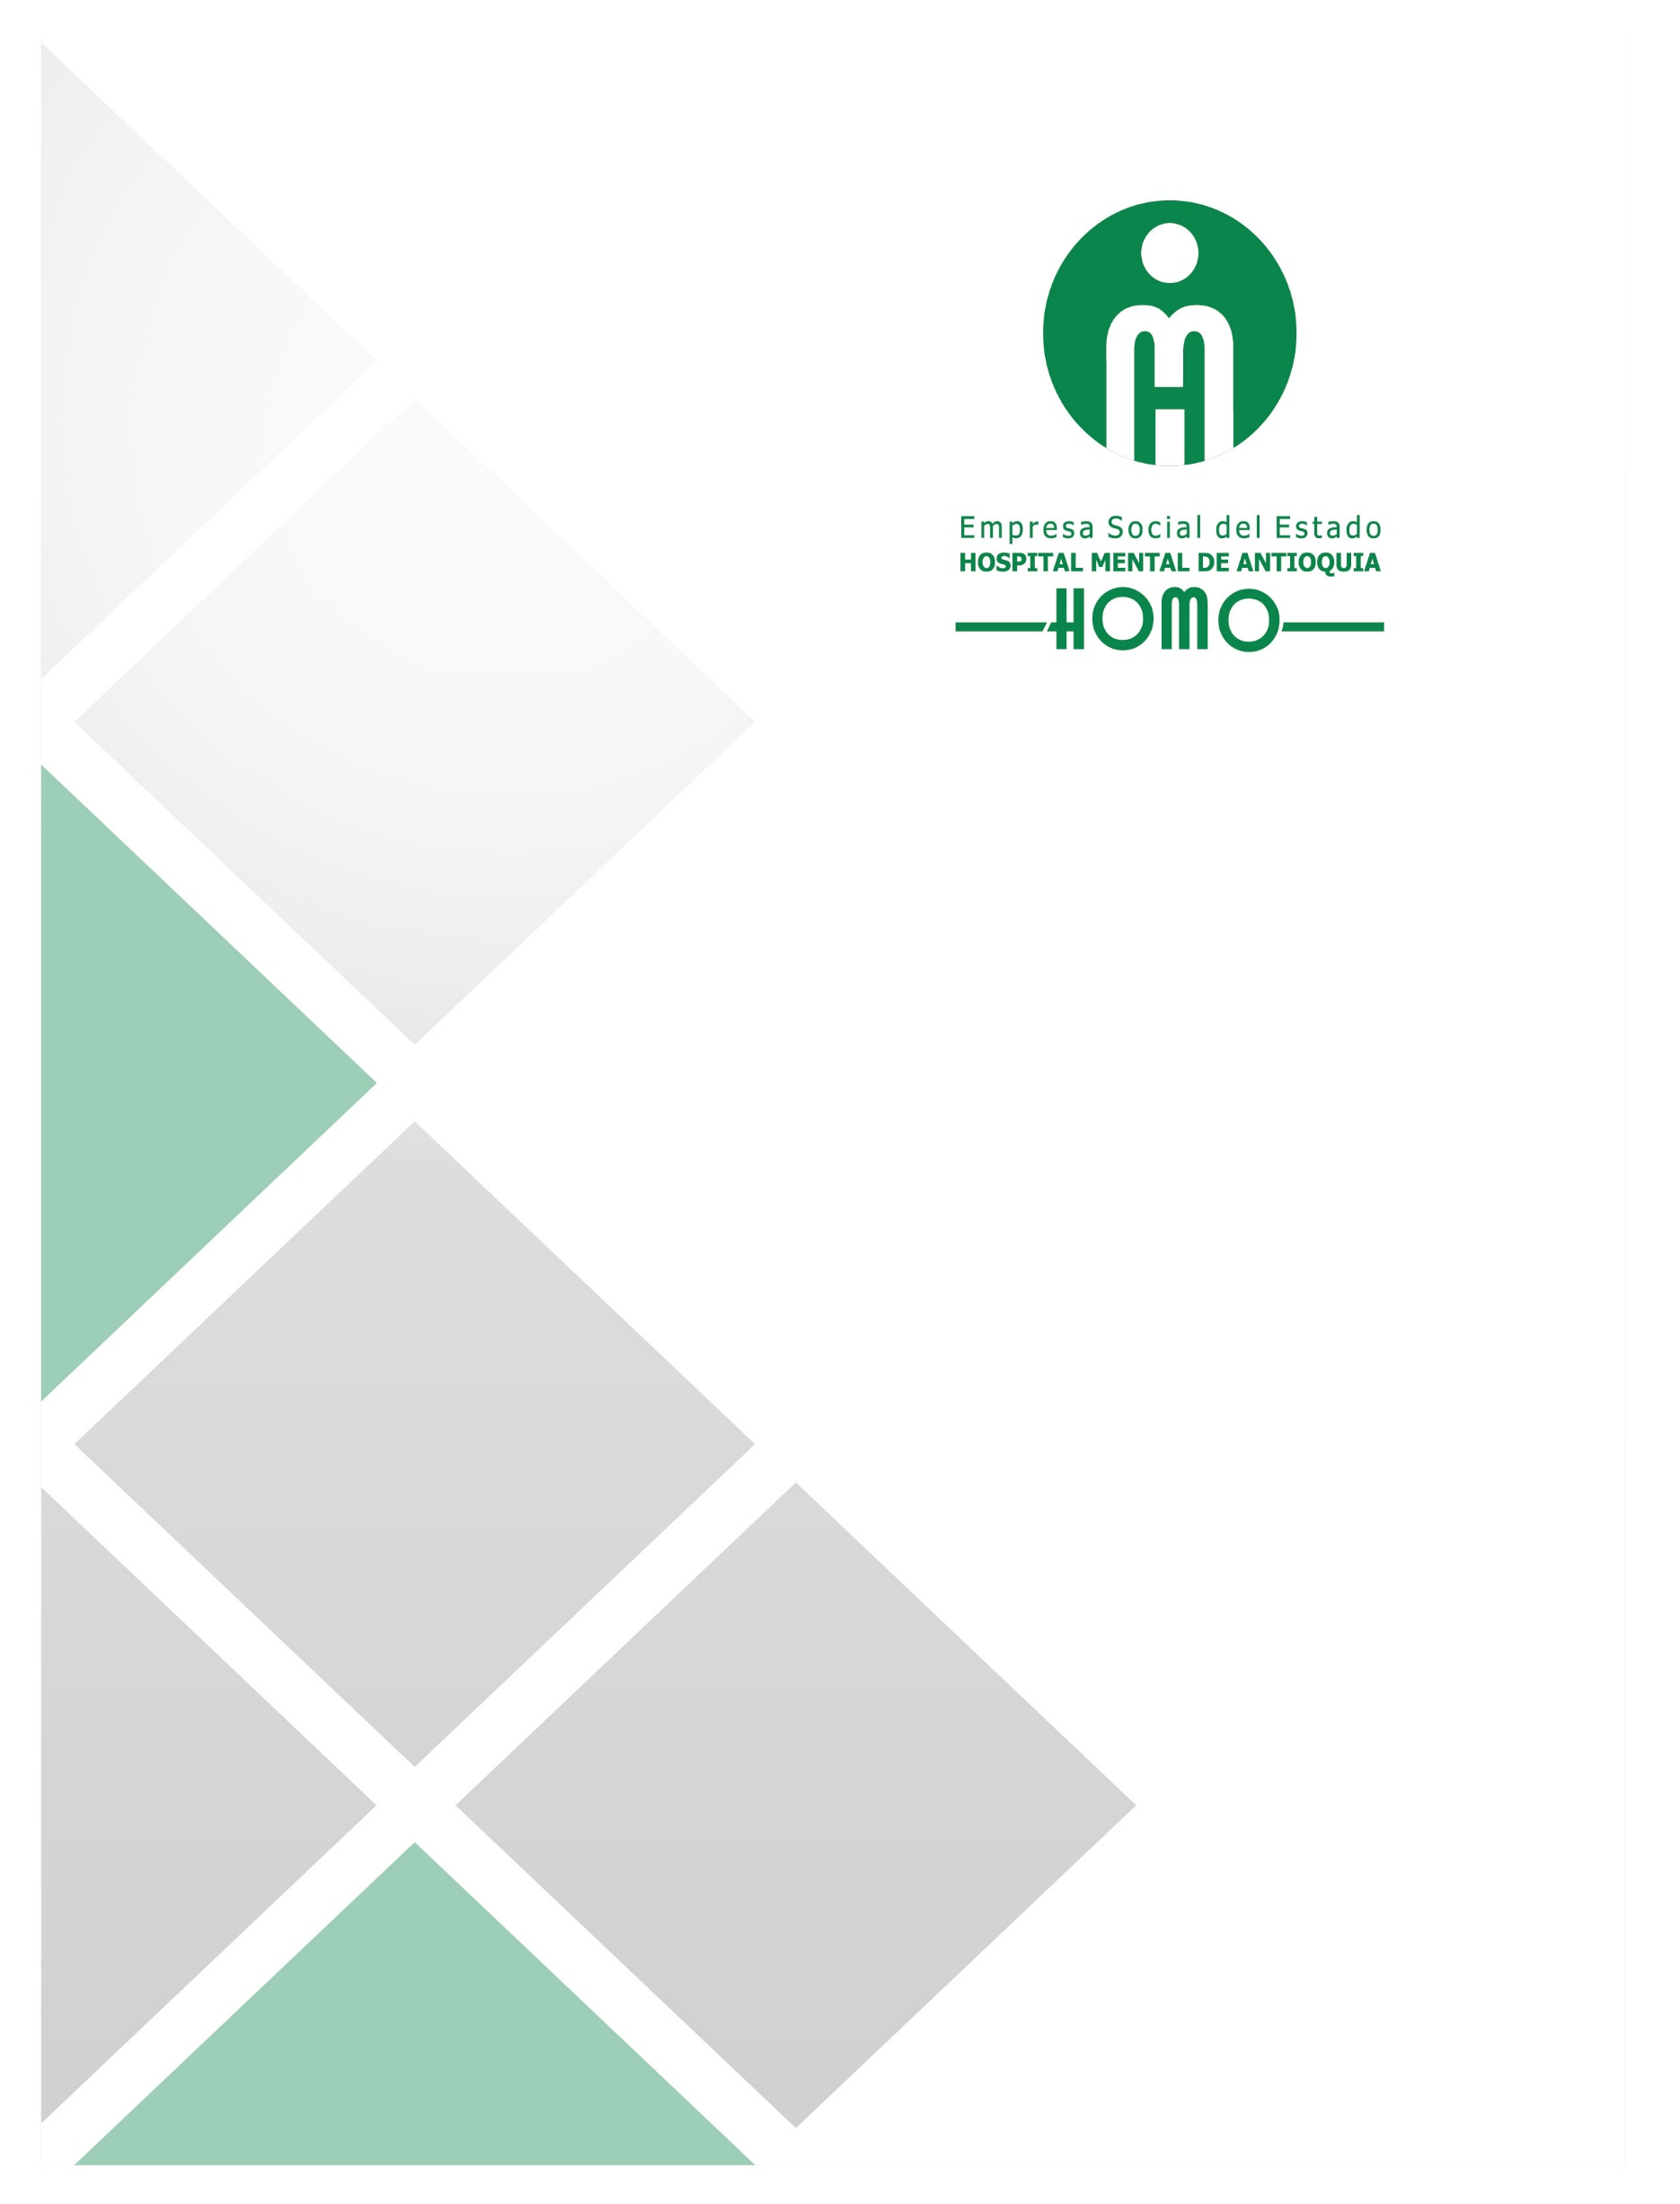 Empresa Social del Estado
HOSPITAL MENTAL DE ANTIOQUIA
HOMO